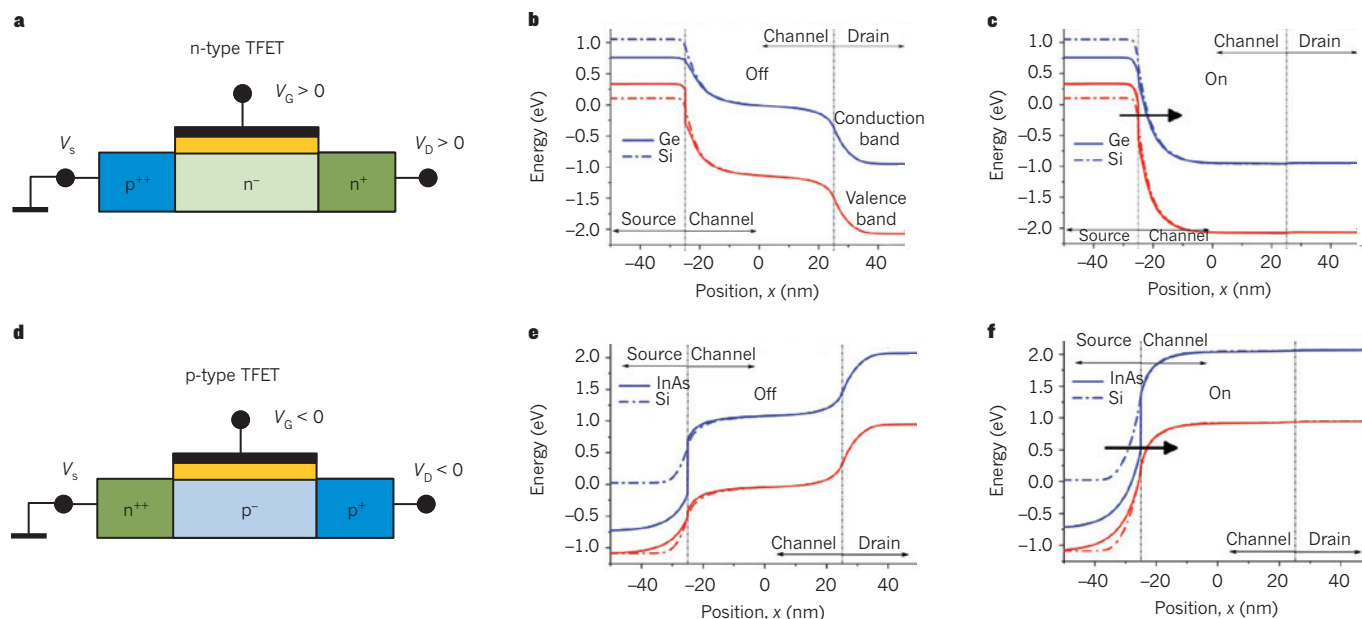 a
n-type TFET
V_G > 0
V_s
V_D > 0
p++
n−
n+
b
Channel
Drain
Off
Conduction
band
Ge
Si
Valence
band
Source
Channel
Energy (eV)
1.0
0.5
0.0
−0.5
−1.0
−1.5
−2.0
−40
−20
0
20
40
Position, x (nm)
c
Channel
Drain
On
Ge
Si
Source
Channel
Energy (eV)
1.0
0.5
0.0
−0.5
−1.0
−1.5
−2.0
−40
−20
0
20
40
Position, x (nm)
d
p-type TFET
V_G < 0
V_s
V_D < 0
n++
p−
p+
e
Source
Channel
InAs
Si
Off
Channel
Drain
Energy (eV)
2.0
1.5
1.0
0.5
0.0
−0.5
−1.0
−40
−20
0
20
40
Position, x (nm)
f
Source
Channel
InAs
Si
On
Channel
Drain
Energy (eV)
2.0
1.5
1.0
0.5
0.0
−0.5
−1.0
−40
−20
0
20
40
Position, x (nm)